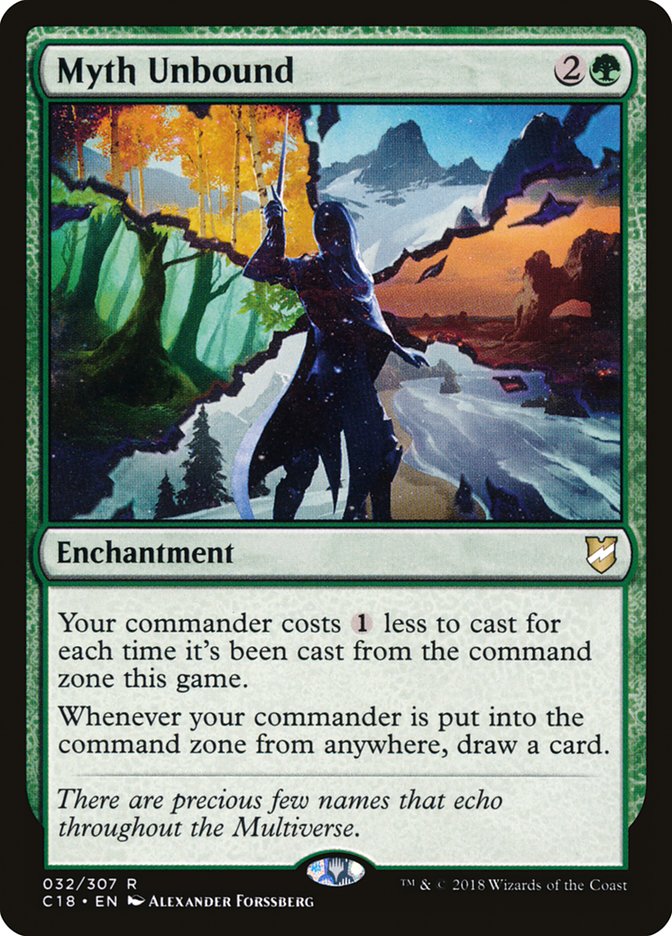 Myth Unbound 2
Enchantment
Your commander costs 1 less to cast for
each time it's been cast from the command
zone this game.
Whenever your commander is put into the
command zone from anywhere, draw a card.
There are precious few names that echo
throughout the Multiverse.
032/307 R
™ & © 2018 Wizards of the Coast
C18 • EN Alexander Forssberg